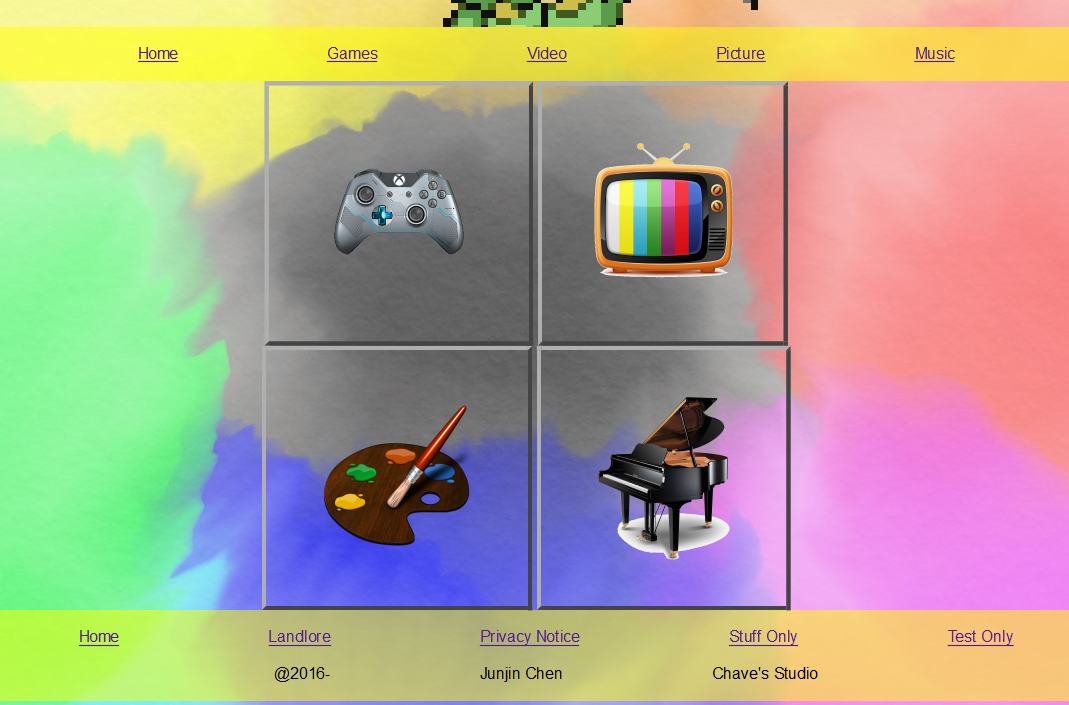 Home Games Video Picture Music
Home Landlore Privacy Notice Stuff Only Test Only
@2016- Junjin Chen Chave's Studio